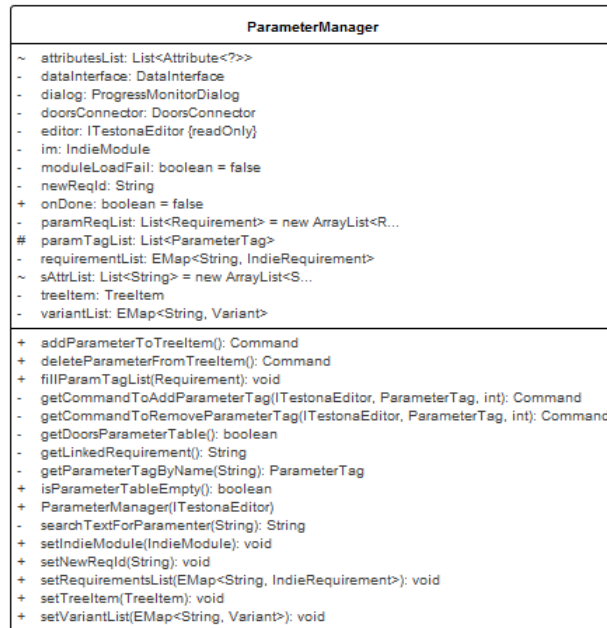 ParameterManager
~ attributesList: List<Attribute<?>>
- dataInterface: DataInterface
- dialog: ProgressMonitorDialog
- doorsConnector: DoorsConnector
- editor: ITestonaEditor {readOnly}
- im: IndieModule
- moduleLoadFail: boolean = false
- newReqId: String
+ onDone: boolean = false
- paramReqList: List<Requirement> = new ArrayList<R...
# paramTagList: List<ParameterTag>
- requirementList: EMap<String, IndieRequirement>
~ sAttrList: List<String> = new ArrayList<S...
- treeItem: TreeItem
- variantList: EMap<String, Variant>
+ addParameterToTreeItem(): Command
+ deleteParameterFromTreeItem(): Command
+ fillParamTagList(Requirement): void
- getCommandToAddParameterTag(ITestonaEditor, ParameterTag, int): Command
- getCommandToRemoveParameterTag(ITestonaEditor, ParameterTag, int): Command
- getDoorsParameterTable(): boolean
- getLinkedRequirement(): String
- getParameterTagByName(String): ParameterTag
+ isParameterTableEmpty(): boolean
+ ParameterManager(ITestonaEditor)
- searchTextForParamenter(String): String
+ setIndieModule(IndieModule): void
+ setNewReqId(String): void
+ setRequirementsList(EMap<String, IndieRequirement>): void
+ setTreeItem(TreeItem): void
+ setVariantList(EMap<String, Variant>): void